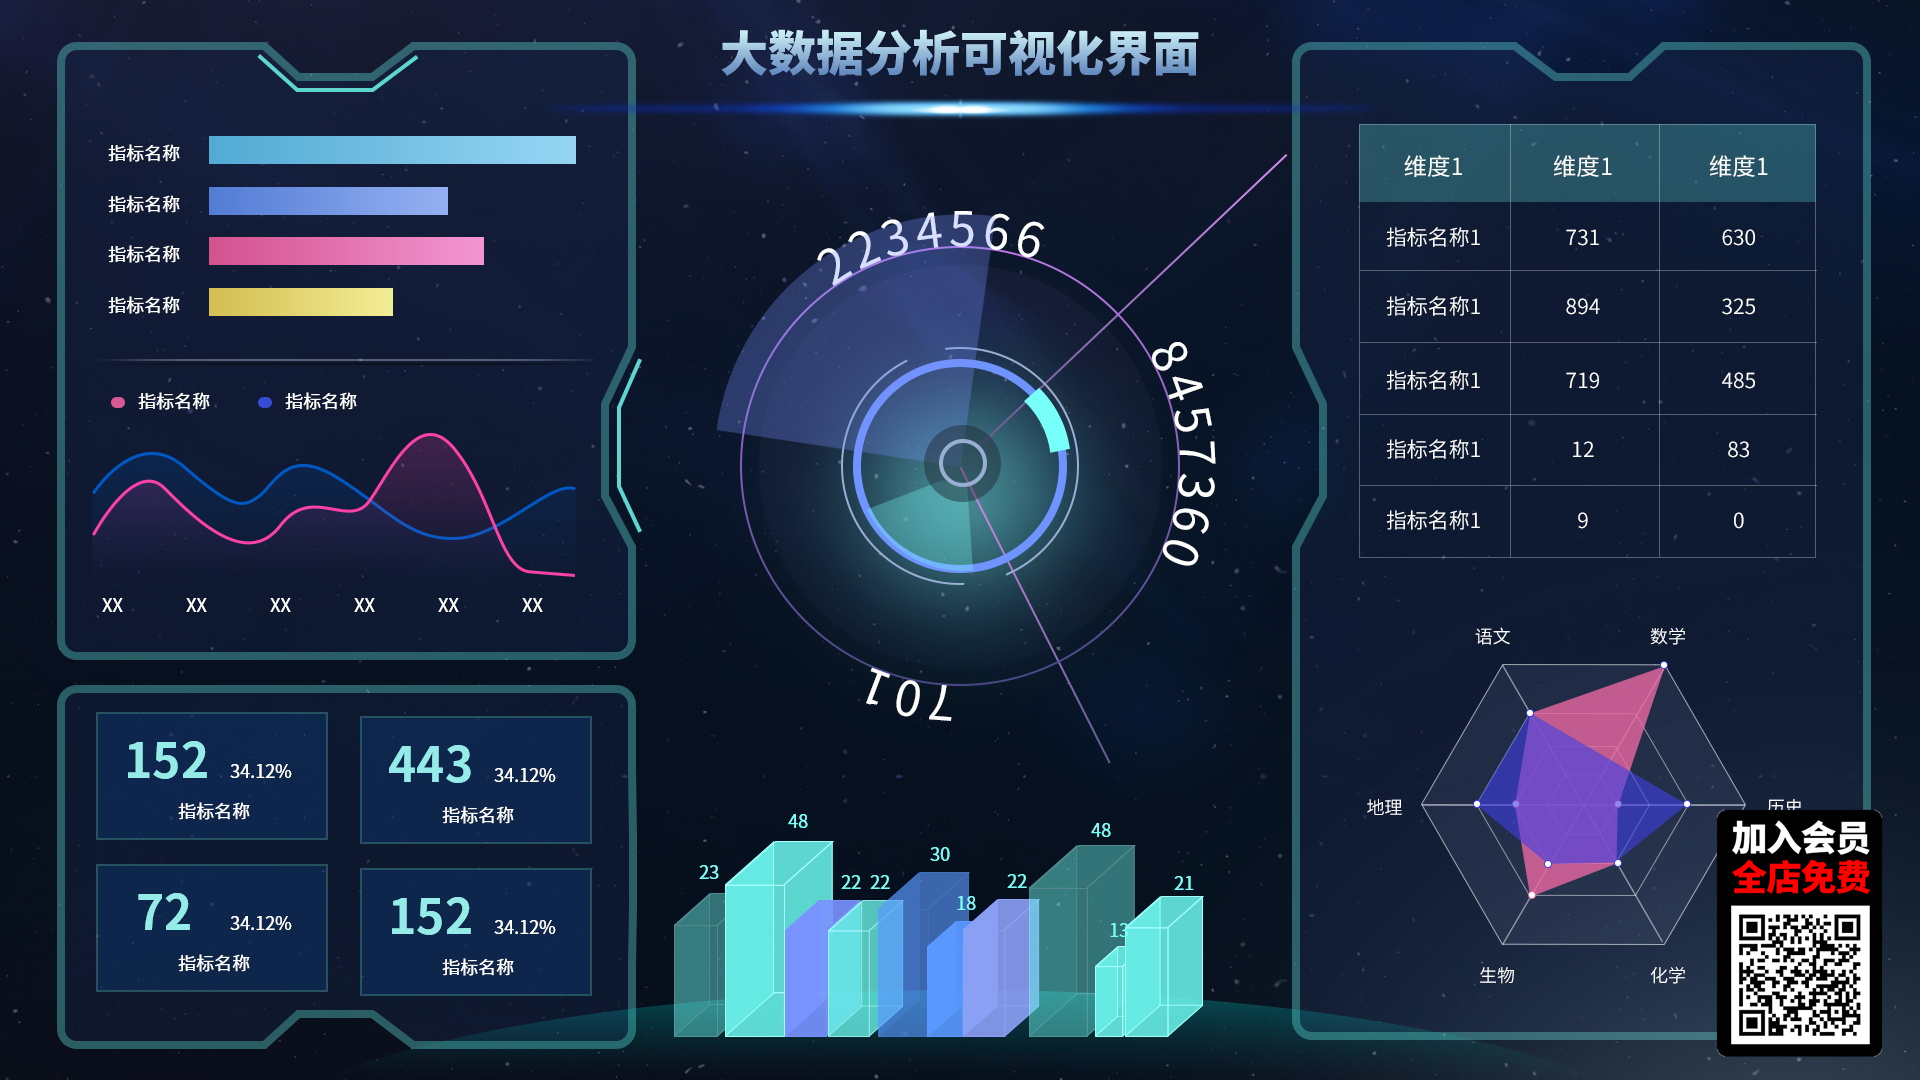 大数据分析可视化界面
指标名称
指标名称
指标名称
指标名称
指标名称 指标名称
XX XX XX XX XX XX
152 34.12%
指标名称
443 34.12%
指标名称
72 34.12%
指标名称
152 34.12%
指标名称
2234566
8457360
701
23 48 22 22 30 18 22 48 13 21
维度1 维度1 维度1
指标名称1 731 630
指标名称1 894 325
指标名称1 719 485
指标名称1 12 83
指标名称1 9 0
语文 数学
地理 历史
生物 化学
加入会员
全店免费